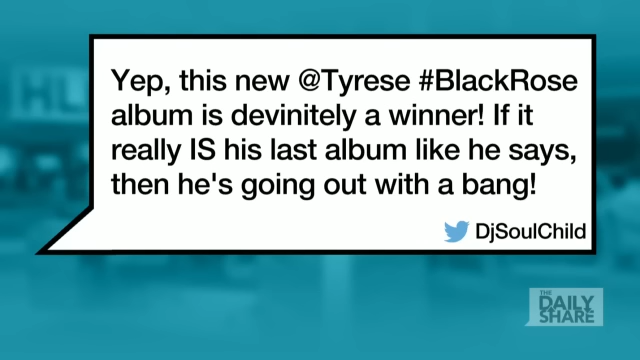 HL
Yep, this new @Tyrese #BlackRose
album is devinitely a winner! If it
really IS his last album like he says,
then he's going out with a bang!
DjSoulChild
THE
DAILY
SHARE